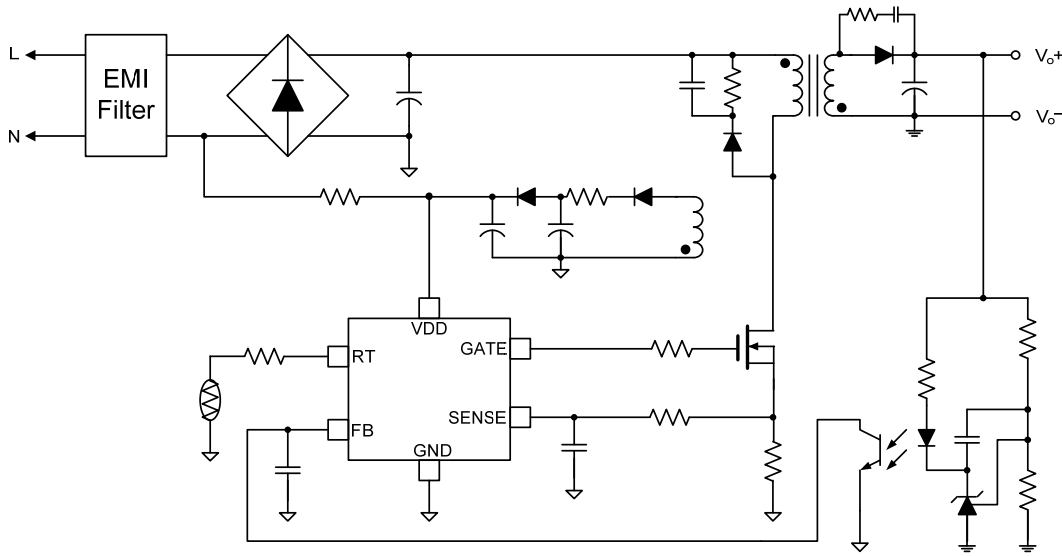 L
EMI
Filter
N
Vo+
Vo−
VDD
RT
GATE
SENSE
FB
GND